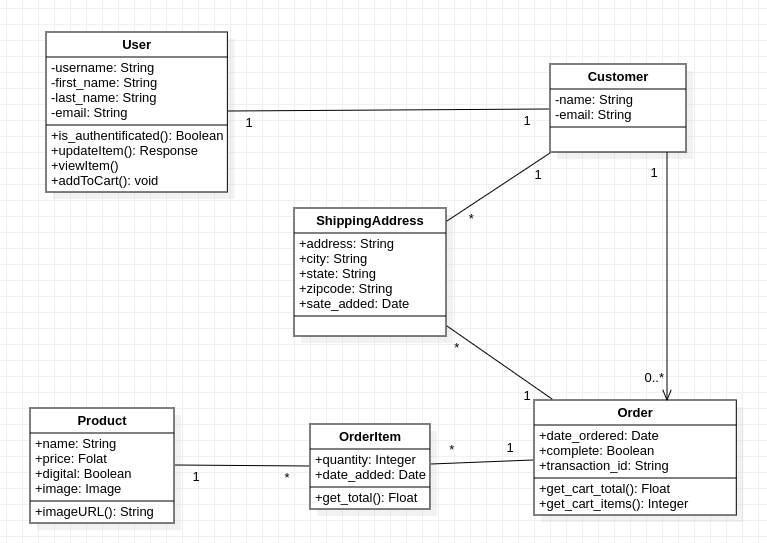 User
-username: String
-first_name: String
-last_name: String
-email: String
+is_authentificated(): Boolean
+updateItem(): Response
+viewItem()
+addToCart(): void
1
1
Customer
-name: String
-email: String
1
1
*
ShippingAddress
+address: String
+city: String
+state: String
+zipcode: String
+sate_added: Date
*
1
0..*
Product
+name: String
+price: Folat
+digital: Boolean
+image: Image
+imageURL(): String
1
*
OrderItem
+quantity: Integer
+date_added: Date
+get_total(): Float
*
1
Order
+date_ordered: Date
+complete: Boolean
+transaction_id: String
+get_cart_total(): Float
+get_cart_items(): Integer